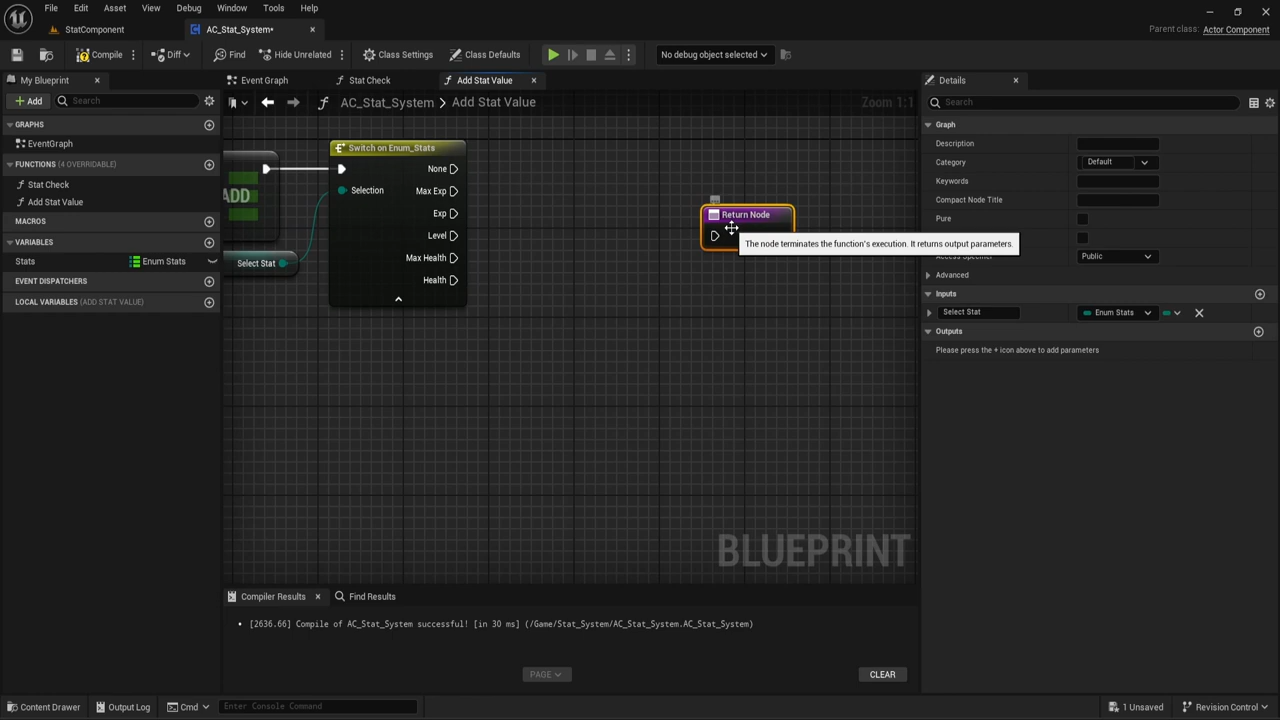 File Edit Asset View Debug Window Tools Help
StatComponent AC_Stat_System*
Parent class: Actor Component
Compile Diff Find Hide Unrelated Class Settings Class Defaults No debug object selected
My Blueprint Event Graph Stat Check Add Stat Value Details
Add Search AC_Stat_System > Add Stat Value Zoom 1:1 Search
GRAPHS
EventGraph
FUNCTIONS (4 OVERRIDABLE)
Stat Check
Add Stat Value
MACROS
VARIABLES
Stats Enum Stats
EVENT DISPATCHERS
LOCAL VARIABLES (ADD STAT VALUE)
ADD
Select Stat
Switch on Enum_Stats
None
Selection Max Exp
Exp
Level
Max Health
Health
Return Node
The node terminates the function's execution. It returns output parameters.
BLUEPRINT
Graph
Description
Category Default
Keywords
Compact Node Title
Pure
Public
Advanced
Inputs
Select Stat Enum Stats
Outputs
Please press the + icon above to add parameters
Compiler Results Find Results
• [2636.66] Compile of AC_Stat_System successful! [in 30 ms] (/Game/Stat_System/AC_Stat_System.AC_Stat_System)
PAGE CLEAR
Content Drawer Output Log Cmd Enter Console Command 1 Unsaved Revision Control